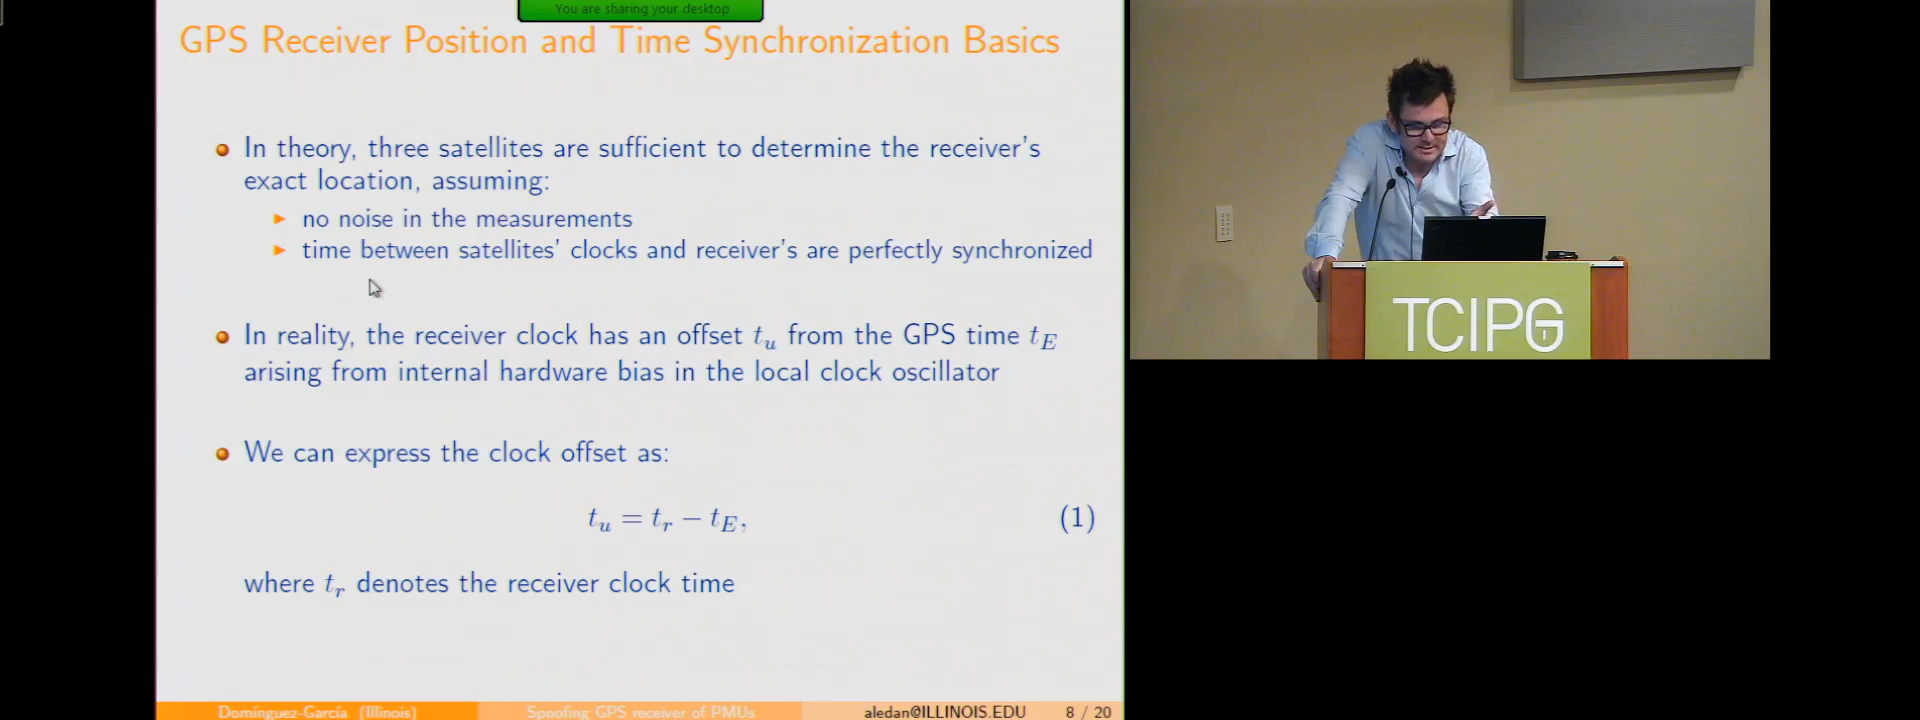 You are sharing your desktop
GPS Receiver Position and Time Synchronization Basics
In theory, three satellites are sufficient to determine the receiver's
exact location, assuming:
no noise in the measurements
time between satellites' clocks and receiver's are perfectly synchronized
In reality, the receiver clock has an offset t_u from the GPS time t_E
arising from internal hardware bias in the local clock oscillator
We can express the clock offset as:
t_u = t_r − t_E, (1)
where t_r denotes the receiver clock time
Domínguez-García (Illinois) Spoofing GPS receiver of PMUs aledan@ILLINOIS.EDU 8 / 20
TCIPG